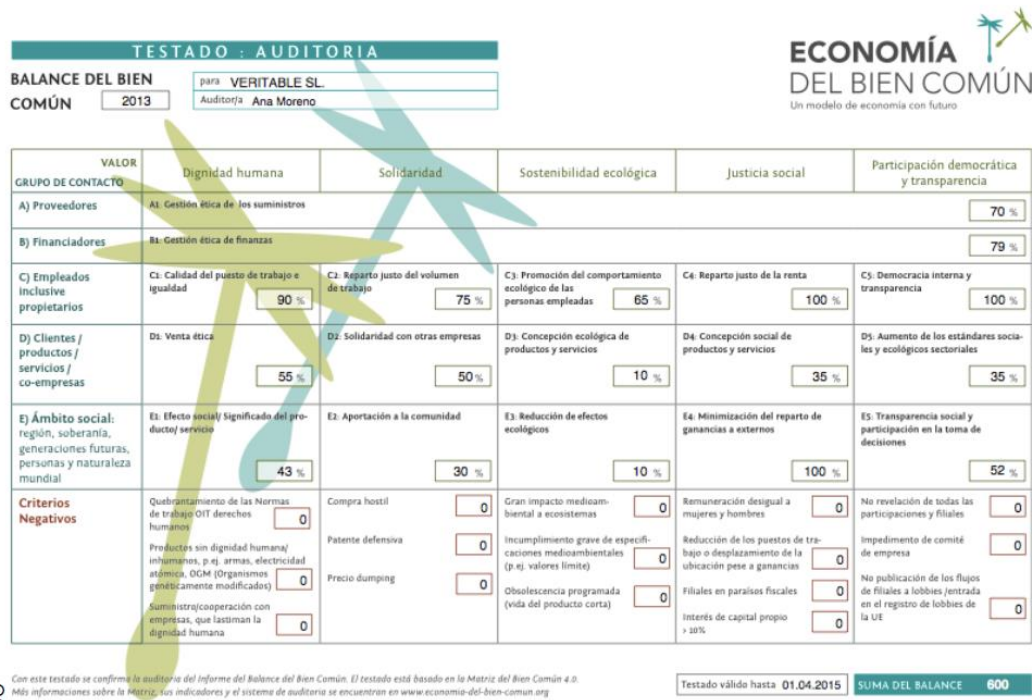 TESTADO : AUDITORIA
BALANCE DEL BIEN
COMÚN 2013
para VERITABLE SL.
Auditor/a Ana Moreno
ECONOMÍA
DEL BIEN COMÚN
Un modelo de economía con futuro
VALOR
GRUPO DE CONTACTO
Dignidad humana
Solidaridad
Sostenibilidad ecológica
Justicia social
Participación democrática
y transparencia
A) Proveedores
A1: Gestión ética de los suministros
70 %
B) Financiadores
B1: Gestión ética de finanzas
79 %
C) Empleados
inclusive
propietarios
C1: Calidad del puesto de trabajo e
igualdad
90 %
C2: Reparto justo del volumen
de trabajo
75 %
C3: Promoción del comportamiento
ecológico de las
personas empleadas
65 %
C4: Reparto justo de la renta
100 %
C5: Democracia interna y
transparencia
100 %
D) Clientes /
productos /
servicios /
co-empresas
D1: Venta ética
55 %
D2: Solidaridad con otras empresas
50 %
D3: Concepción ecológica de
productos y servicios
10 %
D4: Concepción social de
productos y servicios
35 %
D5: Aumento de los estándares socia-
les y ecológicos sectoriales
35 %
E) Ámbito social:
región, soberanía,
generaciones futuras,
personas y naturaleza
mundial
E1: Efecto social/ Significado del pro-
ducto/ servicio
43 %
E2: Aportación a la comunidad
30 %
E3: Reducción de efectos
ecológicos
10 %
E4: Minimización del reparto de
ganancias a externos
100 %
E5: Transparencia social y
participación en la toma de
decisiones
52 %
Criterios
Negativos
Quebrantamiento de las Normas
de trabajo OIT derechos
humanos
0
Productos sin dignidad humana/
inhumanos, p.ej. armas, electricidad
atómica, OGM (Organismos
genéticamente modificados)
0
Suministro/cooperación con
empresas, que lastiman la
dignidad humana
0
Compra hostil
0
Patente defensiva
0
Precio dumping
0
Gran impacto medioam-
biental a ecosistemas
0
Incumplimiento grave de especifi-
caciones medioambientales
(p.ej. valores límite)
0
Obsolescencia programada
(vida del producto corta)
0
Remuneración desigual a
mujeres y hombres
0
Reducción de los puestos de tra-
bajo o desplazamiento de la
ubicación pese a ganancias
0
Filiales en paraísos fiscales
0
Interés de capital propio
> 10%
0
No revelación de todas las
participaciones y filiales
0
Impedimento de comité
de empresa
0
No publicación de los flujos
de filiales a lobbies /entrada
en el registro de lobbies de
la UE
0
Con este testado se confirma la auditoría del Informe del Balance del Bien Común. El testado está basado en la Matriz del Bien Común 4.0.
Más informaciones sobre la Matriz, sus indicadores y el sistema de auditoría se encuentran en www.economia-del-bien-comun.org
Testado válido hasta 01.04.2015
SUMA DEL BALANCE 600